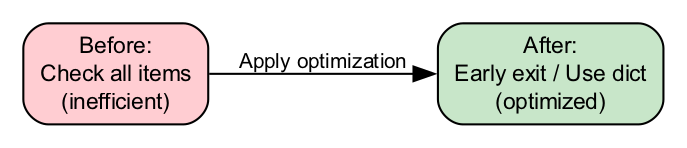 Before:
Check all items
(inefficient)
Apply optimization
After:
Early exit / Use dict
(optimized)